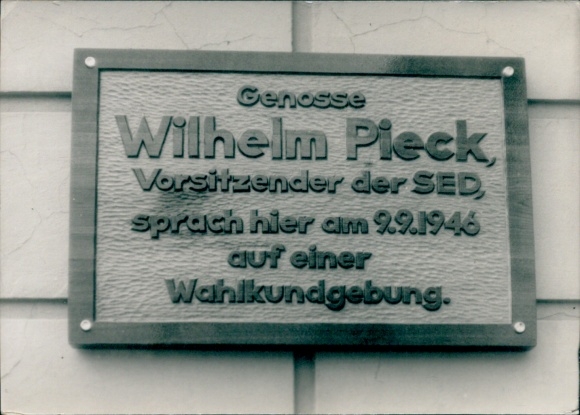 Genosse
Wilhelm Pieck,
Vorsitzender der SED,
sprach hier am 9.9.1946
auf einer
Wahlkundgebung.